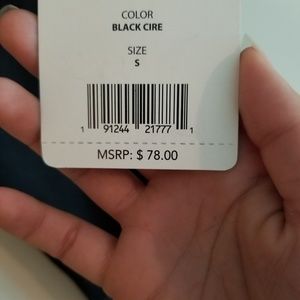 COLOR
BLACK CIRE
SIZE
S
1 91244 21777 1
MSRP: $ 78.00